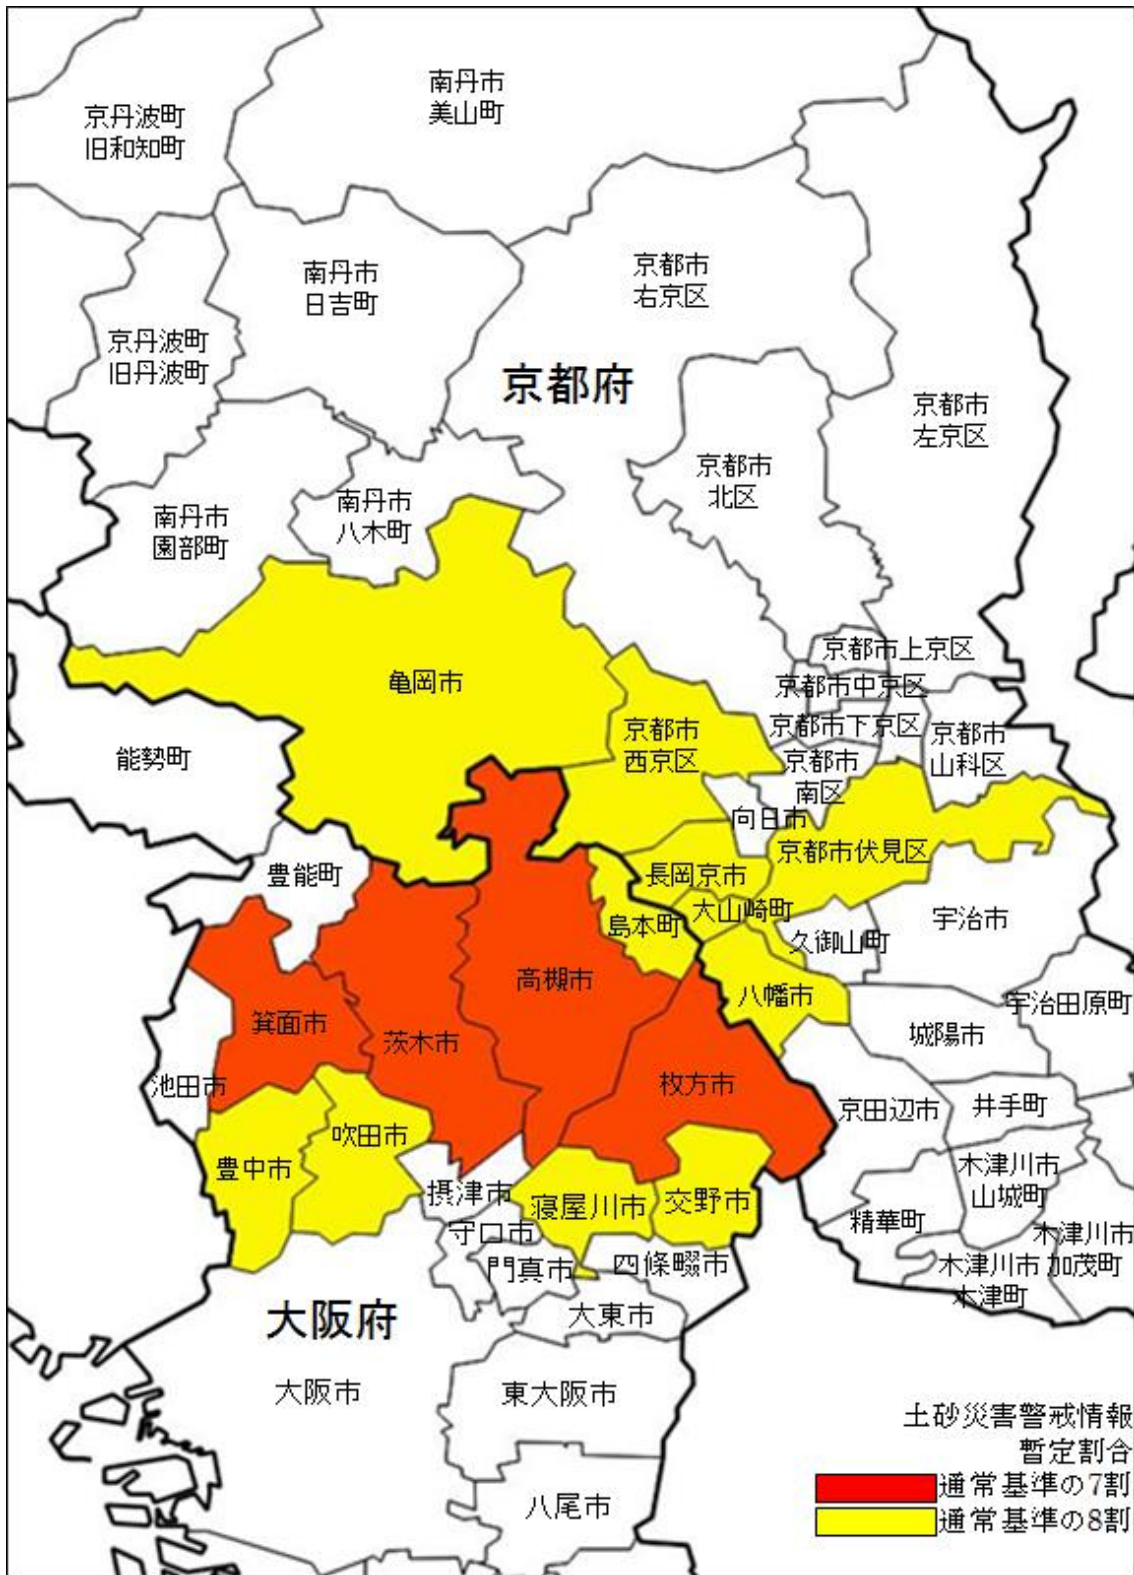 南丹市
美山町
京丹波町
旧和知町
南丹市
日吉町
京都市
右京区
京丹波町
旧丹波町
京都府
京都市
左京区
京都市
北区
南丹市
八木町
南丹市
園部町
京都市上京区
亀岡市
京都市中京区
京都市下京区
京都市
西京区
京都市
山科区
能勢町
京都市
南区
向日市
京都市伏見区
豊能町
長岡京市
大山崎町
島本町
宇治市
久御山町
高槻市
八幡市
宇治田原町
箕面市
茨木市
城陽市
池田市
枚方市
京田辺市
井手町
吹田市
豊中市
木津川市
山城町
摂津市
寝屋川市
交野市
精華町
守口市
木津川市
加茂町
門真市
四條畷市
木津川市
木津町
大阪府
大東市
大阪市
東大阪市
八尾市
土砂災害警戒情報
暫定割合
通常基準の7割
通常基準の8割